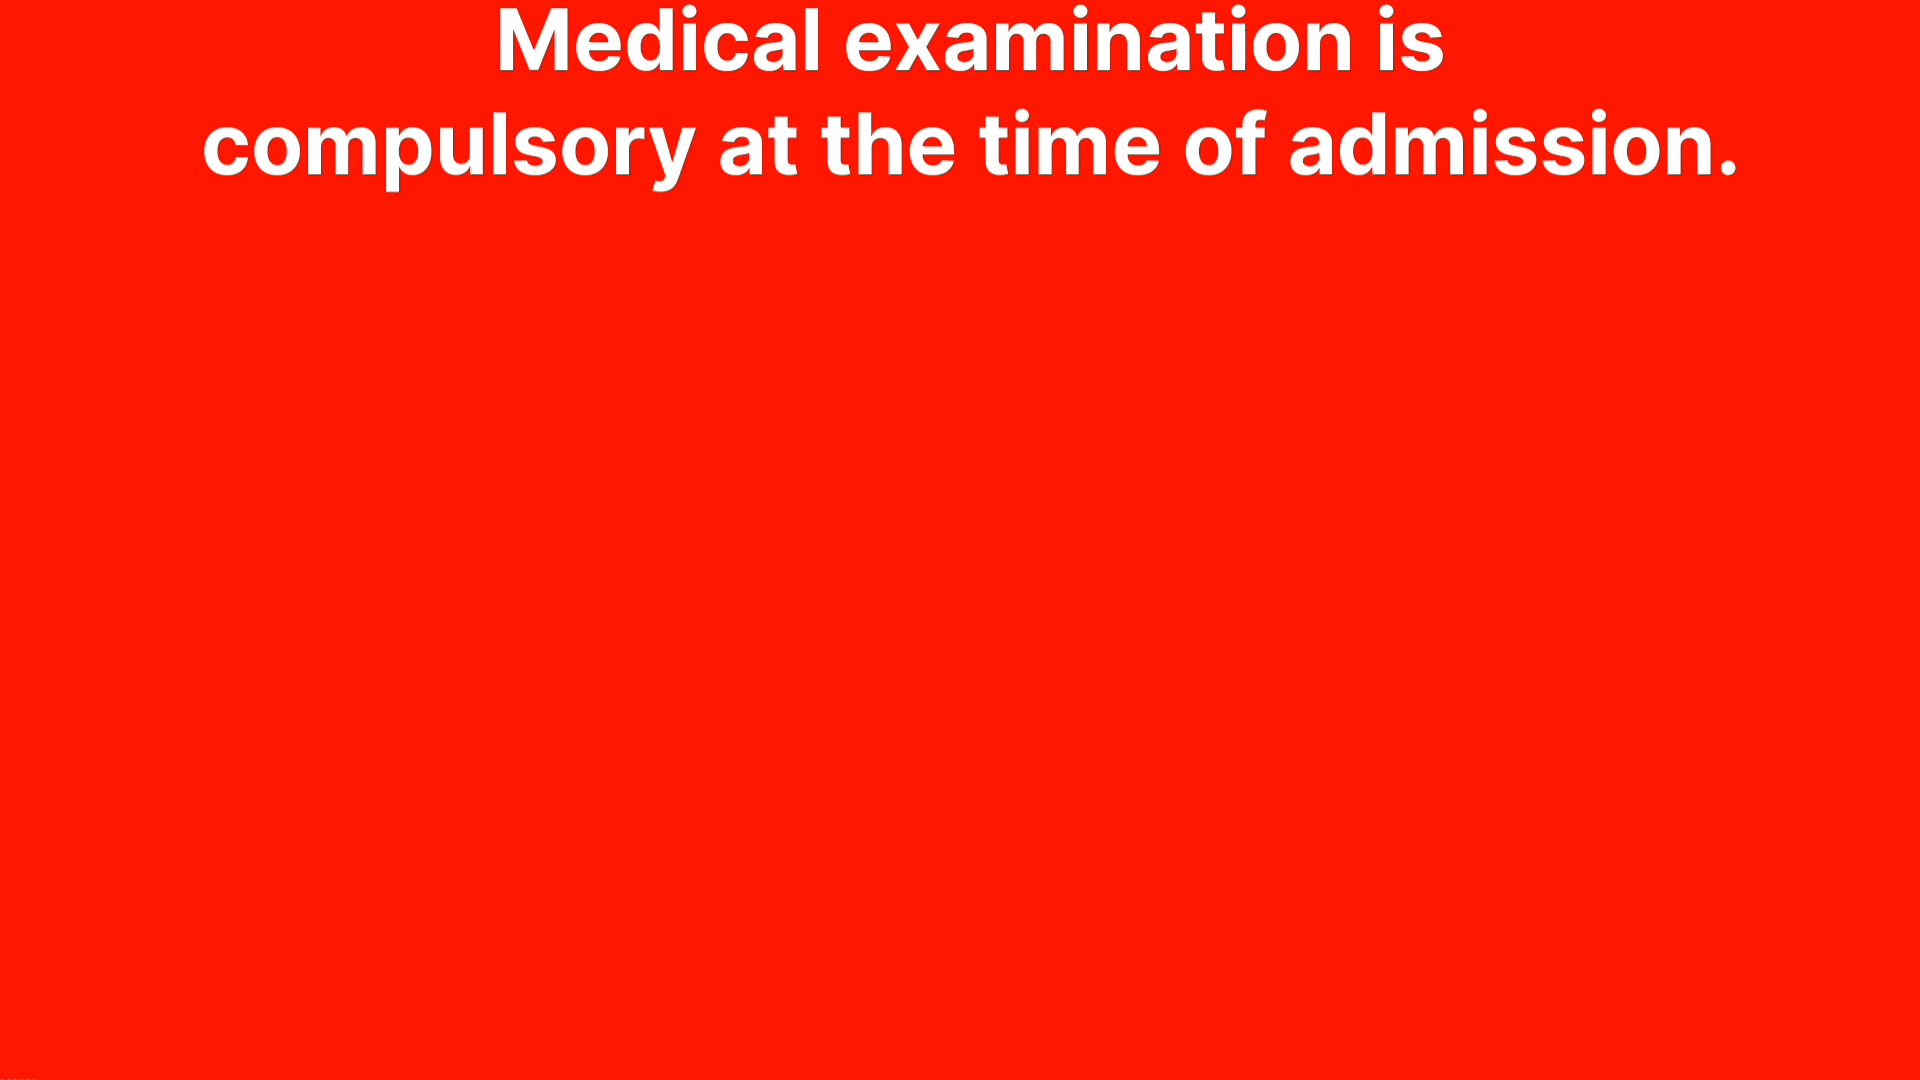 Medical examination is
compulsory at the time of admission.